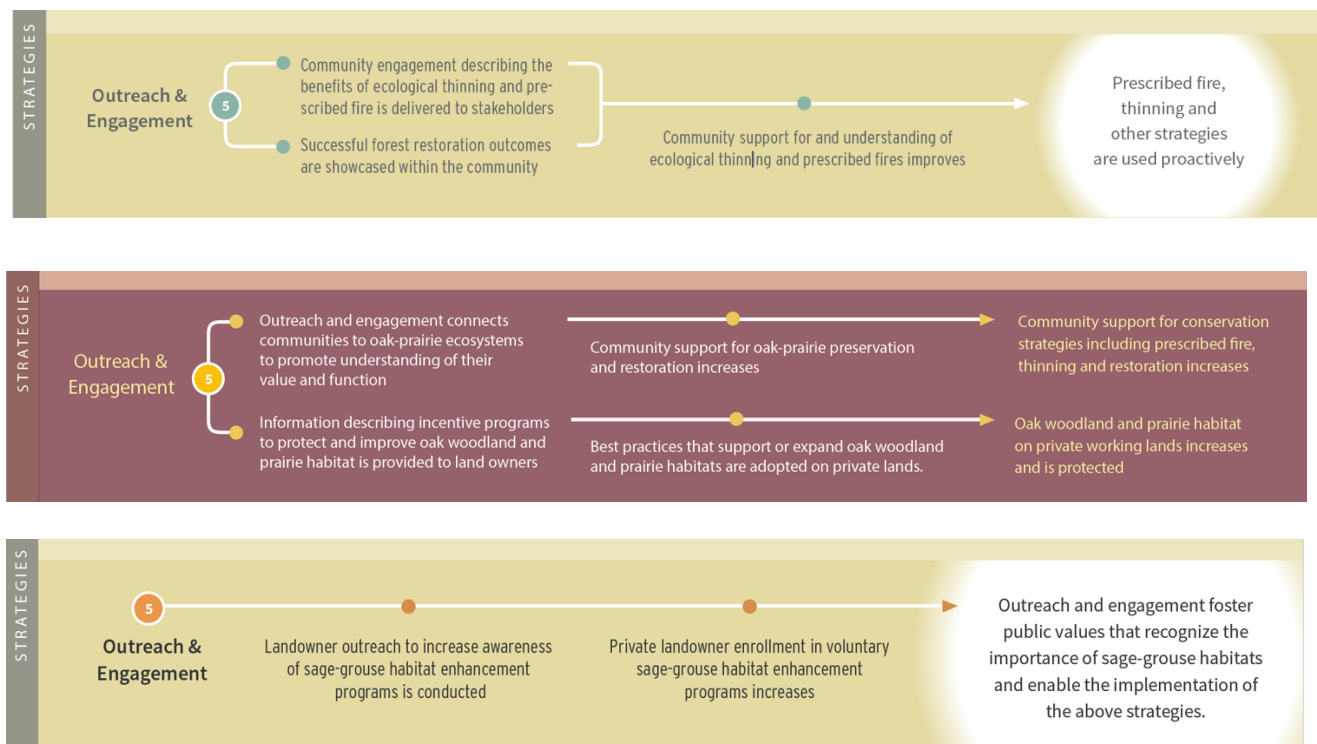 STRATEGIES
Outreach &
Engagement
5
Community engagement describing the
benefits of ecological thinning and pre-
scribed fire is delivered to stakeholders
Successful forest restoration outcomes
are showcased within the community
Community support for and understanding of
ecological thinning and prescribed fires improves
Prescribed fire,
thinning and
other strategies
are used proactively
STRATEGIES
Outreach &
Engagement
5
Outreach and engagement connects
communities to oak-prairie ecosystems
to promote understanding of their
value and function
Community support for oak-prairie preservation
and restoration increases
Community support for conservation
strategies including prescribed fire,
thinning and restoration increases
Information describing incentive programs
to protect and improve oak woodland and
prairie habitat is provided to land owners
Best practices that support or expand oak woodland
and prairie habitats are adopted on private lands.
Oak woodland and prairie habitat
on private working lands increases
and is protected
STRATEGIES
5
Outreach &
Engagement
Landowner outreach to increase awareness
of sage-grouse habitat enhancement
programs is conducted
Private landowner enrollment in voluntary
sage-grouse habitat enhancement
programs increases
Outreach and engagement foster
public values that recognize the
importance of sage-grouse habitats
and enable the implementation of
the above strategies.